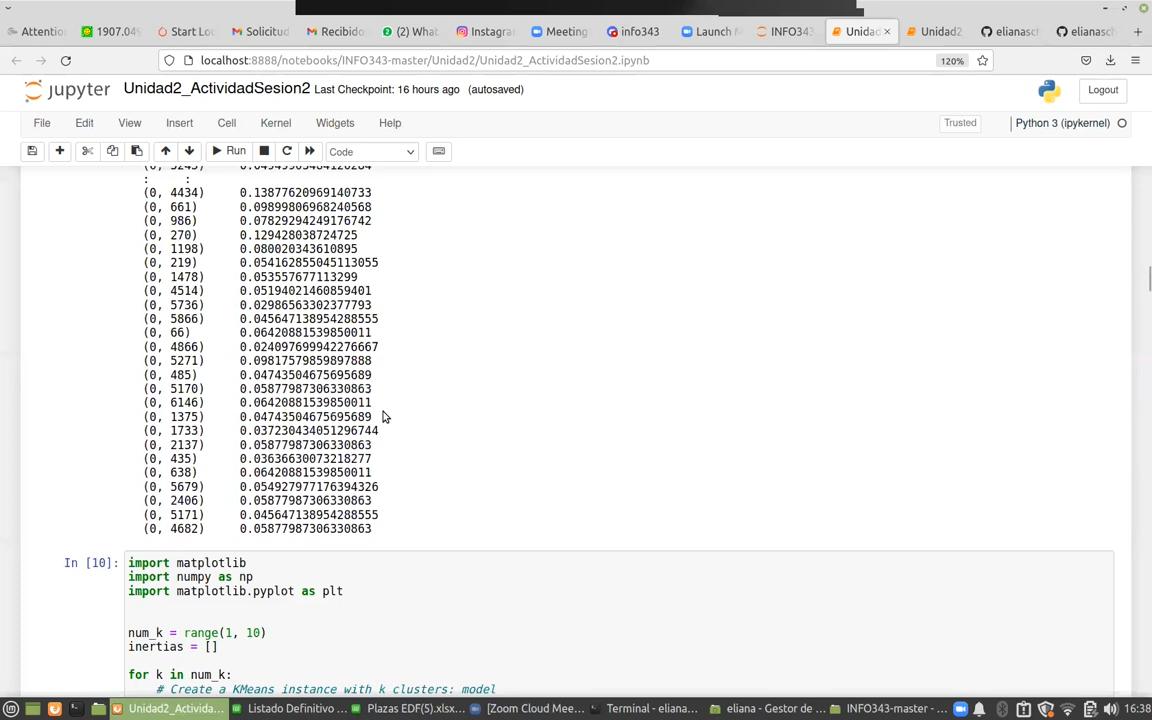 Attentio 1907.049 Start Lou Solicitud Recibido (2) What Instagra Meeting info343 Launch M INFO343 Unidad2 Unidad2 elianasc elianasc
localhost:8888/notebooks/INFO343-master/Unidad2/Unidad2_ActividadSesion2.ipynb 120%
jupyter Unidad2_ActividadSesion2 Last Checkpoint: 16 hours ago (autosaved) Logout
File Edit View Insert Cell Kernel Widgets Help Trusted Python 3 (ipykernel)
Run Code
: :
(0, 4434) 0.13877620969140733
(0, 661) 0.09899806968240568
(0, 986) 0.07829294249176742
(0, 270) 0.129428038724725
(0, 1198) 0.080020343610895
(0, 219) 0.054162855045113055
(0, 1478) 0.053557677113299
(0, 4514) 0.05194021460859401
(0, 5736) 0.02986563302377793
(0, 5866) 0.045647138954288555
(0, 66) 0.06420881539850011
(0, 4866) 0.024097699942276667
(0, 5271) 0.09817579859897888
(0, 485) 0.04743504675695689
(0, 5170) 0.05877987306330863
(0, 6146) 0.06420881539850011
(0, 1375) 0.04743504675695689
(0, 1733) 0.037230434051296744
(0, 2137) 0.05877987306330863
(0, 435) 0.03636630073218277
(0, 638) 0.06420881539850011
(0, 5679) 0.054927977176394326
(0, 2406) 0.05877987306330863
(0, 5171) 0.045647138954288555
(0, 4682) 0.05877987306330863
In [10]: import matplotlib
import numpy as np
import matplotlib.pyplot as plt
num_k = range(1, 10)
inertias = []
for k in num_k:
# Create a KMeans instance with k clusters: model
Unidad2_Activida... Listado Definitivo ... Plazas EDF(5).xlsx... [Zoom Cloud Mee... Terminal - eliana... eliana - Gestor de ... INFO343-master - ... 16:38